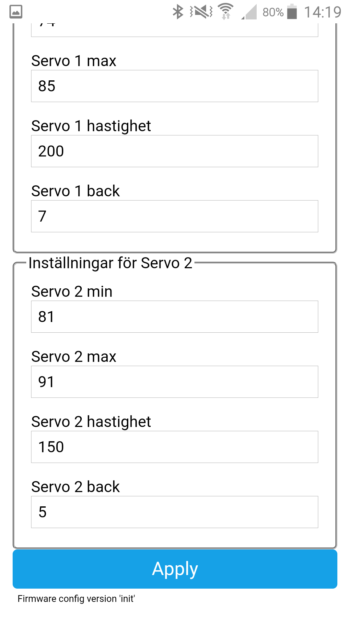 80% 14:19
Servo 1 max
85
Servo 1 hastighet
200
Servo 1 back
7
Inställningar för Servo 2
Servo 2 min
81
Servo 2 max
91
Servo 2 hastighet
150
Servo 2 back
5
Apply
Firmware config version 'init'